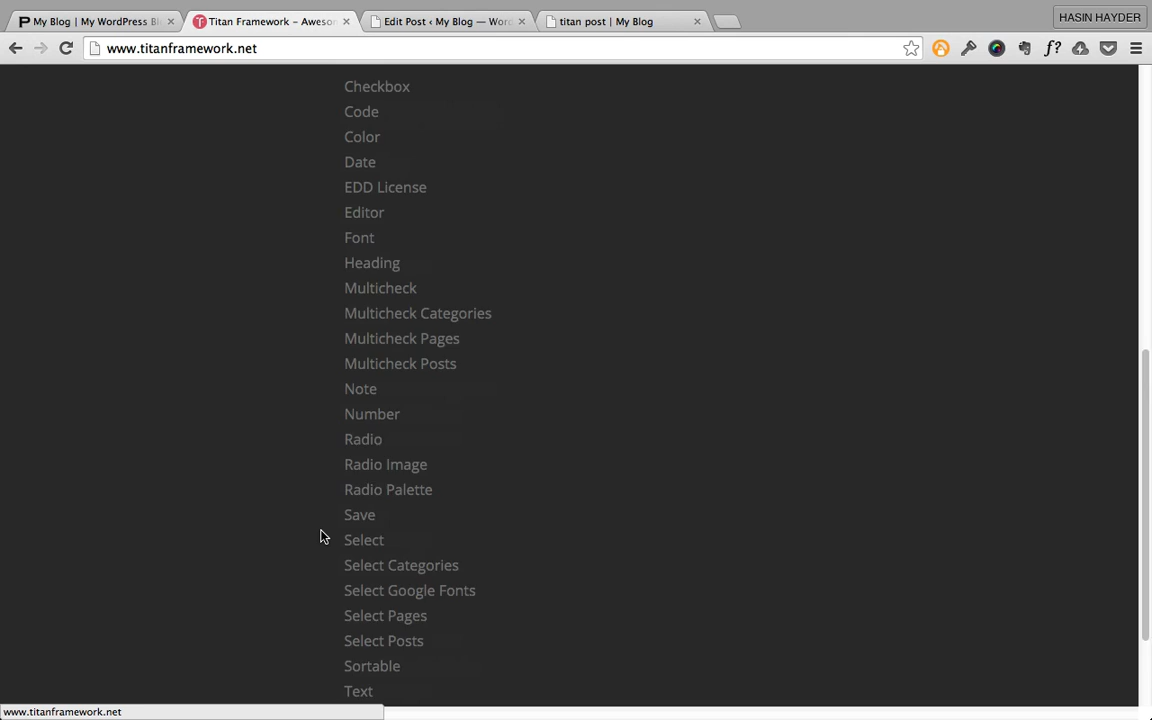 My Blog | My WordPress Bl
Titan Framework – Awesom
Edit Post ‹ My Blog — Word
titan post | My Blog
HASIN HAYDER
www.titanframework.net
f?
Checkbox
Code
Color
Date
EDD License
Editor
Font
Heading
Multicheck
Multicheck Categories
Multicheck Pages
Multicheck Posts
Note
Number
Radio
Radio Image
Radio Palette
Save
Select
Select Categories
Select Google Fonts
Select Pages
Select Posts
Sortable
Text
www.titanframework.net